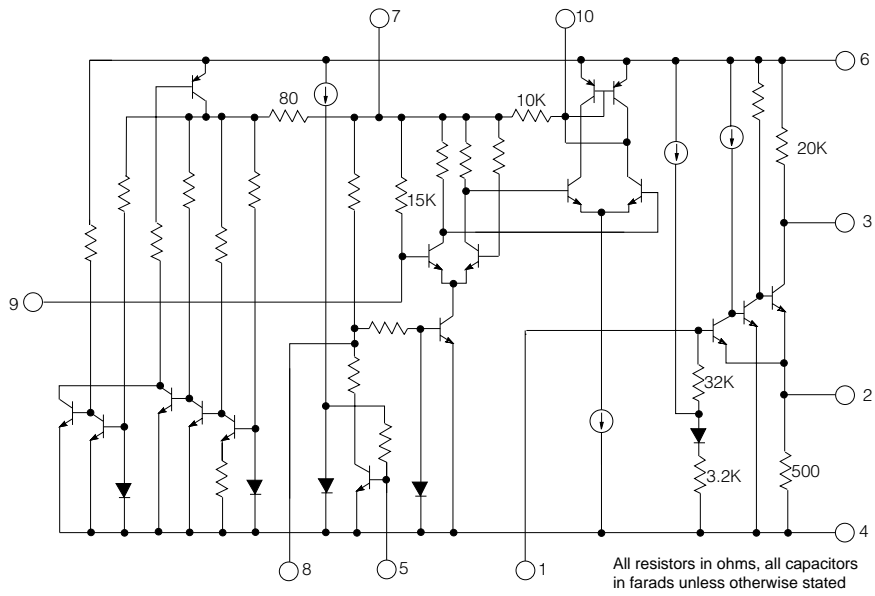 7
10
6
80
10K
20K
15K
3
9
32K
2
3.2K
500
4
8
5
1
All resistors in ohms, all capacitors
in farads unless otherwise stated